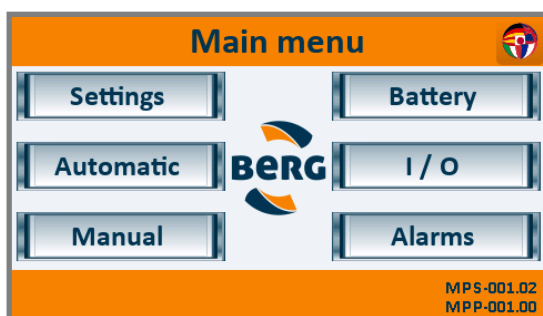 Main menu
Settings
Battery
Automatic
BERG
I / O
Manual
Alarms
MPS-001.02
MPP-001.00